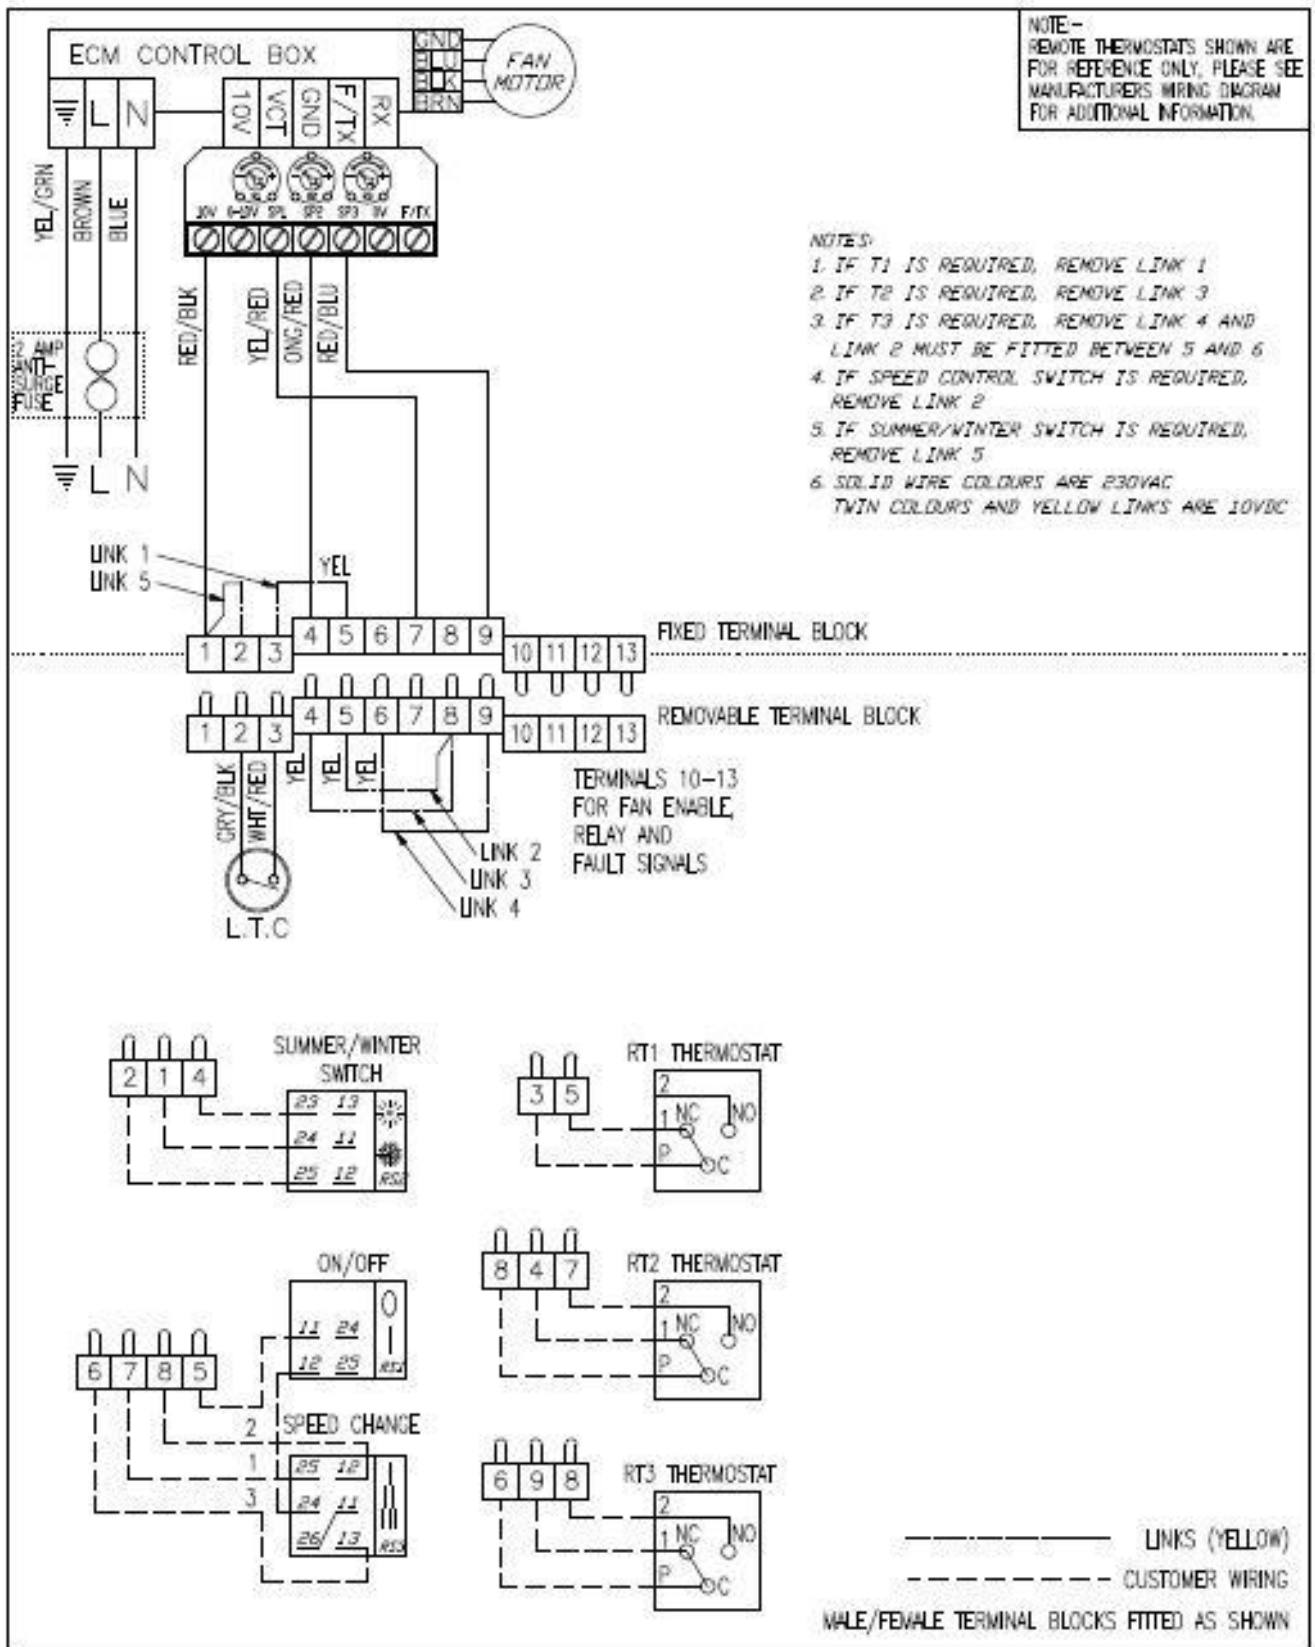 NOTE:-
REMOTE THERMOSTATS SHOWN ARE
FOR REFERENCE ONLY, PLEASE SEE
MANUFACTURERS WIRING DIAGRAM
FOR ADDITIONAL INFORMATION.
ECM CONTROL BOX
GND
BLU
BLK
BRN
FAN
MOTOR
L N
10V VCT GND F/TX RX
10V 0-10V SP1 SP2 SP3 0V F/TX
YEL/GRN BROWN BLUE
RED/BLK YEL/RED ONG/RED RED/BLU
2 AMP
ANTI-
SURGE
FUSE
L N
NOTES:
1. IF T1 IS REQUIRED, REMOVE LINK 1
2. IF T2 IS REQUIRED, REMOVE LINK 3
3. IF T3 IS REQUIRED, REMOVE LINK 4 AND
LINK 2 MUST BE FITTED BETWEEN 5 AND 6
4. IF SPEED CONTROL SWITCH IS REQUIRED,
REMOVE LINK 2
5. IF SUMMER/WINTER SWITCH IS REQUIRED,
REMOVE LINK 5
6. SOLID WIRE COLOURS ARE 230VAC
TWIN COLOURS AND YELLOW LINKS ARE 10VDC
LINK 1
LINK 5
YEL
1 2 3 4 5 6 7 8 9 10 11 12 13
FIXED TERMINAL BLOCK
1 2 3 4 5 6 7 8 9 10 11 12 13
REMOVABLE TERMINAL BLOCK
GRY/BLK WHT/RED YEL YEL YEL
TERMINALS 10-13
FOR FAN ENABLE,
RELAY AND
FAULT SIGNALS
LINK 2
LINK 3
LINK 4
L.T.C
2 1 4
SUMMER/WINTER
SWITCH
23 13
24 11
25 12
RS2
3 5
RT1 THERMOSTAT
2
1 NC NO
P C
ON/OFF
11 24
12 25
RS1
8 4 7
RT2 THERMOSTAT
2
1 NC NO
P C
6 7 8 5
2
1
3
SPEED CHANGE
25 12
24 11
26 13
RS3
6 9 8
RT3 THERMOSTAT
2
1 NC NO
P C
LINKS (YELLOW)
CUSTOMER WIRING
MALE/FEMALE TERMINAL BLOCKS FITTED AS SHOWN